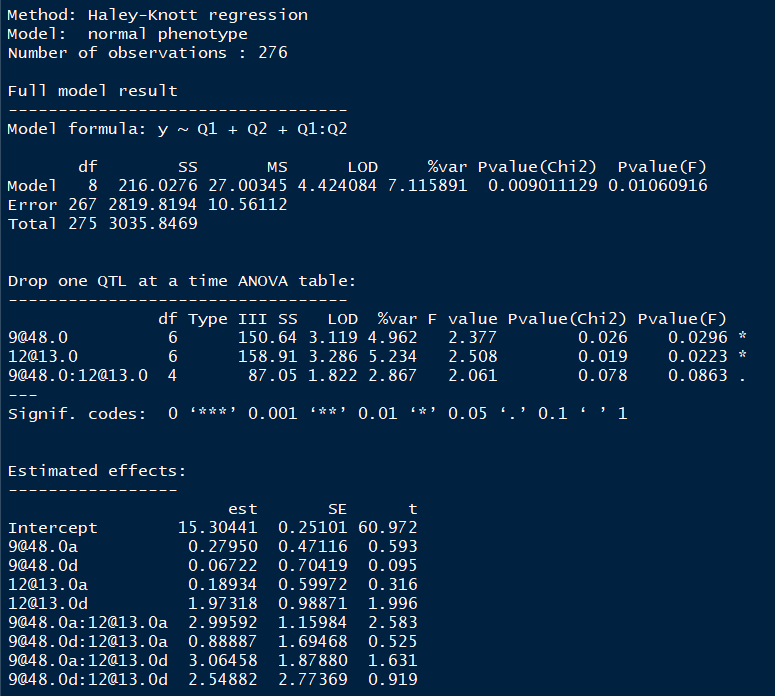 Method: Haley-Knott regression
Model:  normal phenotype
Number of observations : 276

Full model result
----------------------------------
Model formula: y ~ Q1 + Q2 + Q1:Q2

       df        SS       MS      LOD     %var Pvalue(Chi2)  Pvalue(F)
Model   8  216.0276 27.00345 4.424084 7.115891  0.009011129 0.01060916
Error 267 2819.8194 10.56112
Total 275 3035.8469


Drop one QTL at a time ANOVA table:
----------------------------------
               df Type III SS   LOD  %var F value Pvalue(Chi2) Pvalue(F)
9@48.0          6      150.64 3.119 4.962   2.377        0.026    0.0296 *
12@13.0         6      158.91 3.286 5.234   2.508        0.019    0.0223 *
9@48.0:12@13.0  4       87.05 1.822 2.867   2.061        0.078    0.0863 .
---
Signif. codes:  0 ‘***’ 0.001 ‘**’ 0.01 ‘*’ 0.05 ‘.’ 0.1 ‘ ’ 1


Estimated effects:
-----------------
                      est      SE      t
Intercept        15.30441 0.25101 60.972
9@48.0a           0.27950 0.47116  0.593
9@48.0d           0.06722 0.70419  0.095
12@13.0a          0.18934 0.59972  0.316
12@13.0d          1.97318 0.98871  1.996
9@48.0a:12@13.0a  2.99592 1.15984  2.583
9@48.0d:12@13.0a  0.88887 1.69468  0.525
9@48.0a:12@13.0d  3.06458 1.87880  1.631
9@48.0d:12@13.0d  2.54882 2.77369  0.919